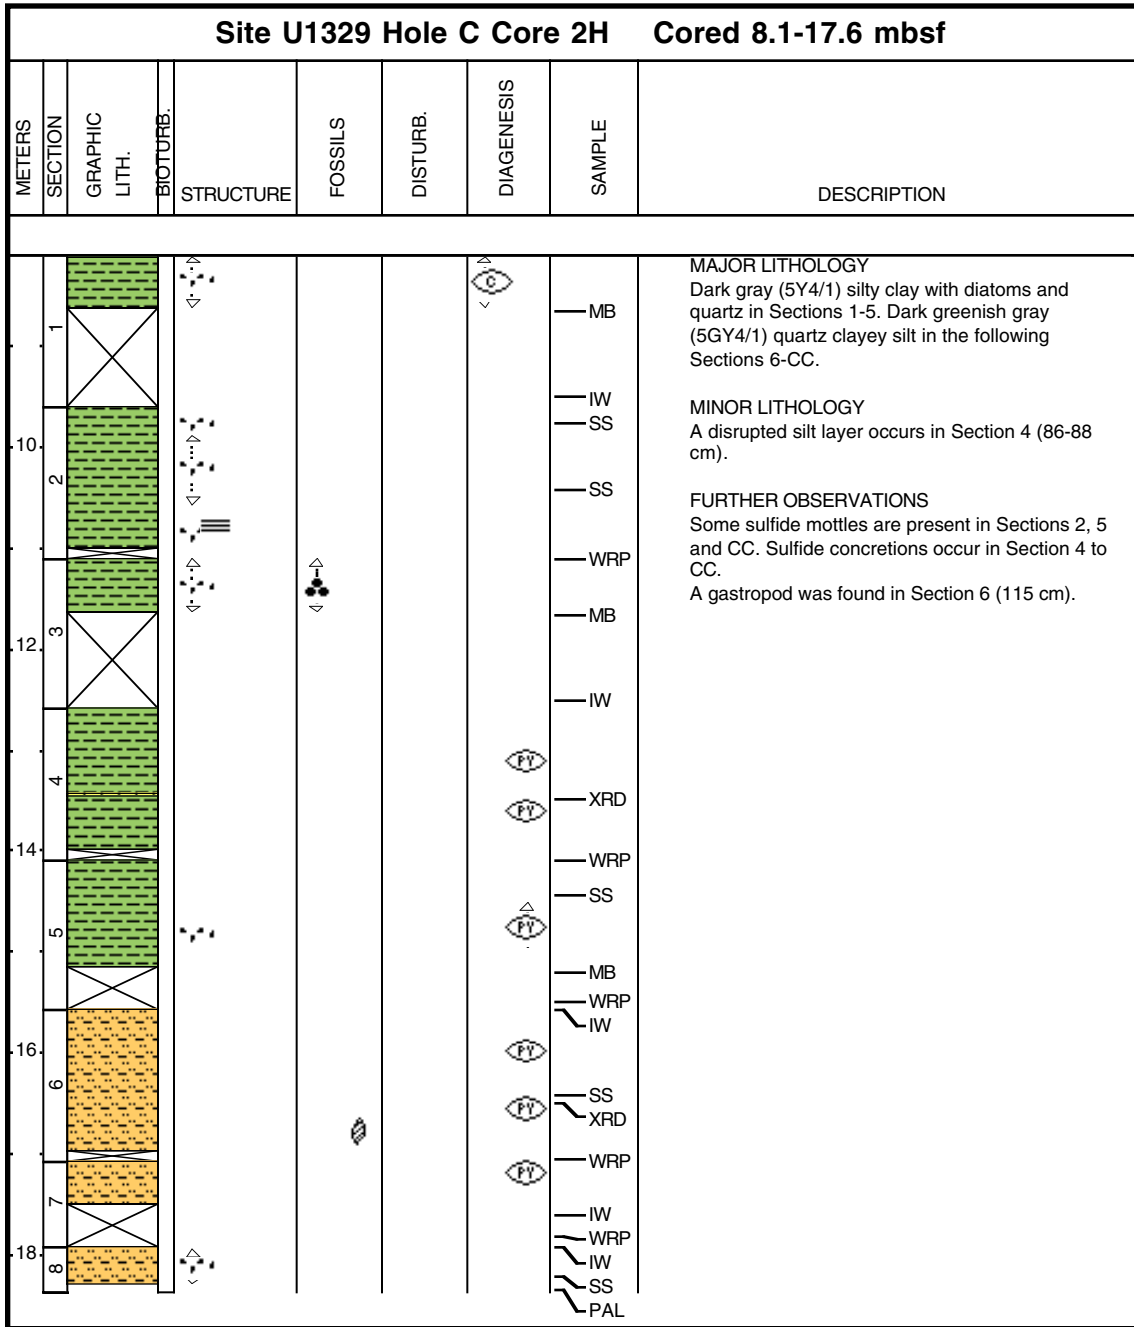 Site U1329 Hole C Core 2H Cored 8.1-17.6 mbsf
METERS
SECTION
GRAPHIC
LITH.
BIOTURB.
STRUCTURE
FOSSILS
DISTURB.
DIAGENESIS
SAMPLE
DESCRIPTION
MAJOR LITHOLOGY
Dark gray (5Y4/1) silty clay with diatoms and
quartz in Sections 1-5. Dark greenish gray
(5GY4/1) quartz clayey silt in the following
Sections 6-CC.
MINOR LITHOLOGY
A disrupted silt layer occurs in Section 4 (86-88
cm).
FURTHER OBSERVATIONS
Some sulfide mottles are present in Sections 2, 5
and CC. Sulfide concretions occur in Section 4 to
CC.
A gastropod was found in Section 6 (115 cm).
10
12
14
16
18
1
2
3
4
5
6
7
8
C
PY
PY
PY
PY
PY
PY
MB
IW
SS
SS
WRP
MB
IW
XRD
WRP
SS
MB
WRP
IW
SS
XRD
WRP
IW
WRP
IW
SS
PAL